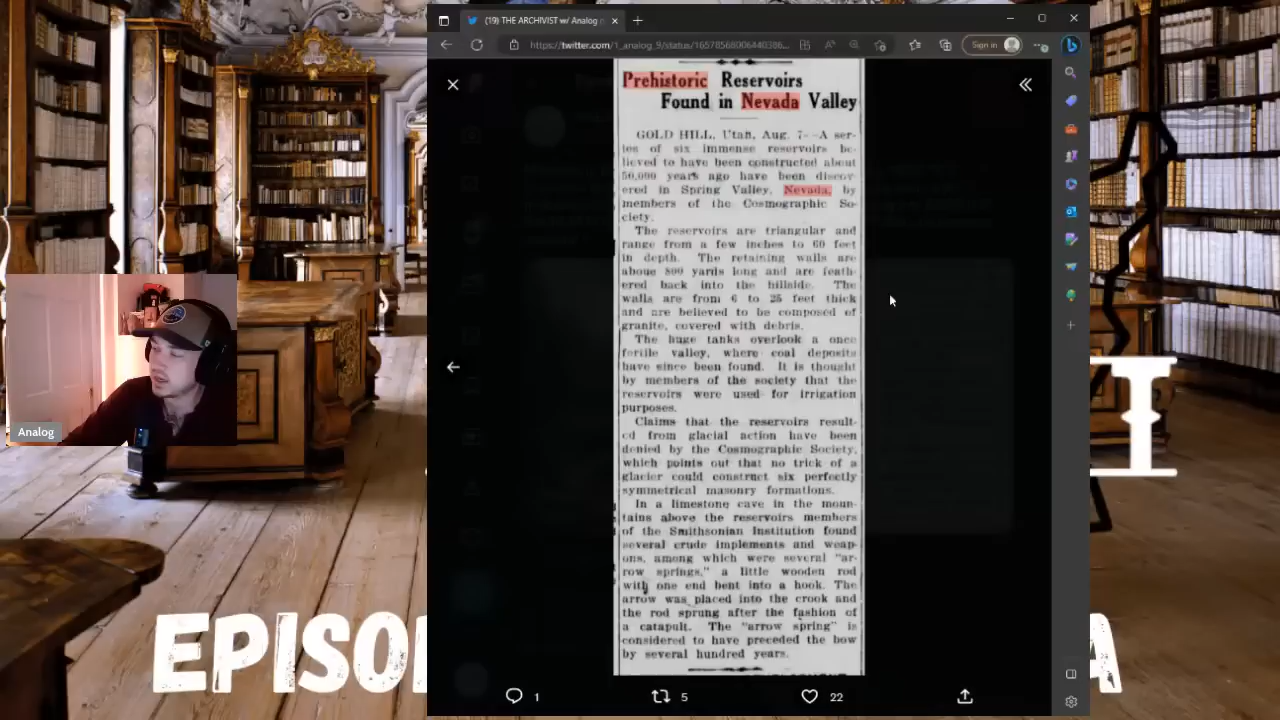 (19) THE ARCHIVIST w/ Analog
https://twitter.com/1_analog_9/status/16578568006440386...
Sign in
Prehistoric Reservoirs
Found in Nevada Valley
GOLD HILL, Utah, Aug. 7--A ser-
ies of six immense reservoirs be-
lieved to have been constructed about
50,000 years ago have been discov-
ered in Spring Valley, Nevada, by
members of the Cosmographic So-
ciety.
The reservoirs are triangular and
range from a few inches to 60 feet
in depth. The retaining walls are
about 800 yards long and are feath-
ered back into the hillside. The
walls are from 6 to 25 feet thick
and are believed to be composed of
granite, covered with debris.
The huge tanks overlook a once
fertile valley, where coal deposits
have since been found. It is thought
by members of the society that the
reservoirs were used for irrigation
purposes.
Claims that the reservoirs result-
ed from glacial action have been
denied by the Cosmographic Society,
which points out that no trick of a
glacier could construct six perfectly
symmetrical masonry formations.
In a limestone cave in the moun-
tains above the reservoirs members
of the Smithsonian Institution found
several crude implements and weap-
ons, among which were several "ar-
row springs," a little wooden rod
with one end bent into a hook. The
arrow was placed into the crook and
the rod sprung after the fashion of
a catapult. The "arrow spring" is
considered to have preceded the bow
by several hundred years.
1
5
22
Analog
I
EPISO
A